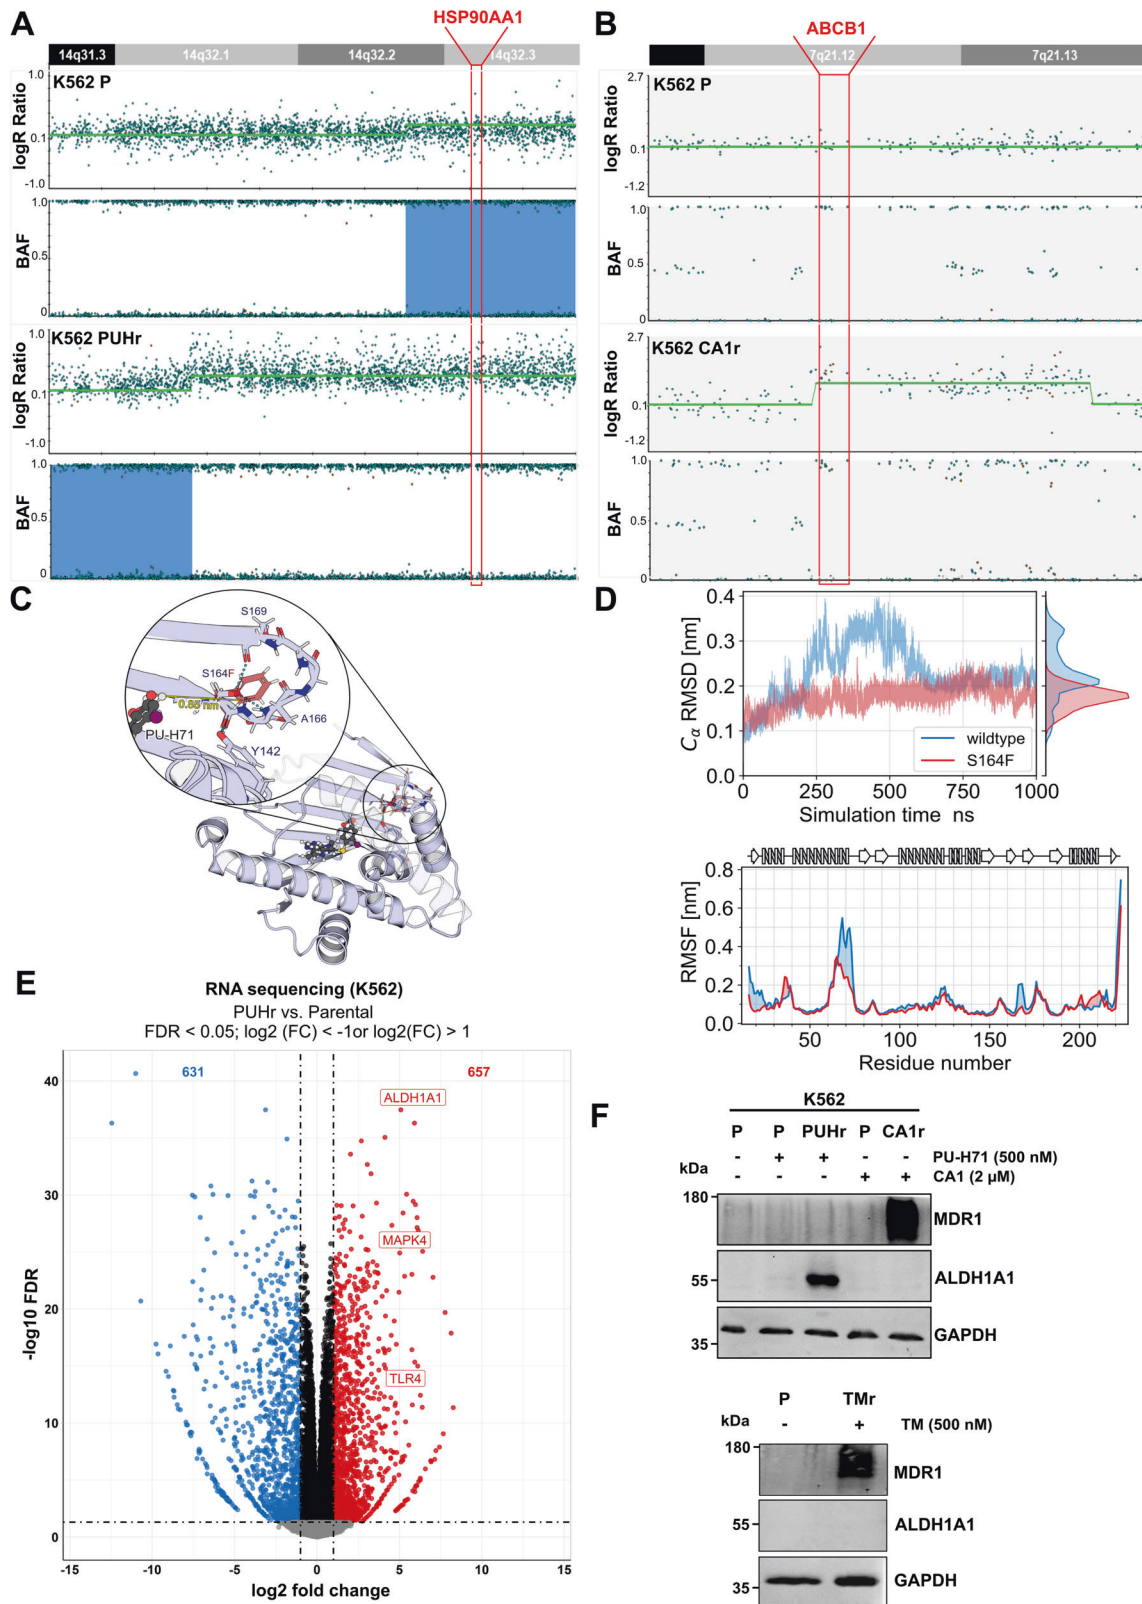 A
HSP90AA1
14q31.3 14q32.1 14q32.2 14q32.3
K562 P
logR Ratio
1.0
0.1
-1.0
BAF
1.0
0.5
0
K562 PUHr
logR Ratio
1.0
0.1
-1.0
BAF
1.0
0.5
0
B
ABCB1
7q21.12 7q21.13
K562 P
logR Ratio
2.7
0.1
-1.2
BAF
1.0
0.5
0
K562 CA1r
logR Ratio
2.7
0.1
-1.2
BAF
1.0
0.5
0
C
S169
S164F
0.85 nm
PU-H71
A166
Y142
D
Cα RMSD [nm]
0.4
0.3
0.2
0.1
0.0
wildtype
S164F
0 250 500 750 1000
Simulation time ns
RMSF [nm]
0.8
0.6
0.4
0.2
0.0
50 100 150 200
Residue number
E
RNA sequencing (K562)
PUHr vs. Parental
FDR < 0.05; log2 (FC) < -1or log2(FC) > 1
631 657
ALDH1A1
MAPK4
TLR4
-log10 FDR
40
30
20
10
0
-15 -10 -5 0 5 10 15
log2 fold change
F
K562
P P PUHr P CA1r
- + + - - PU-H71 (500 nM)
- - - + + CA1 (2 µM)
kDa
180
MDR1
55
ALDH1A1
35
GAPDH
P TMr
- + TM (500 nM)
kDa
180
MDR1
55
ALDH1A1
35
GAPDH